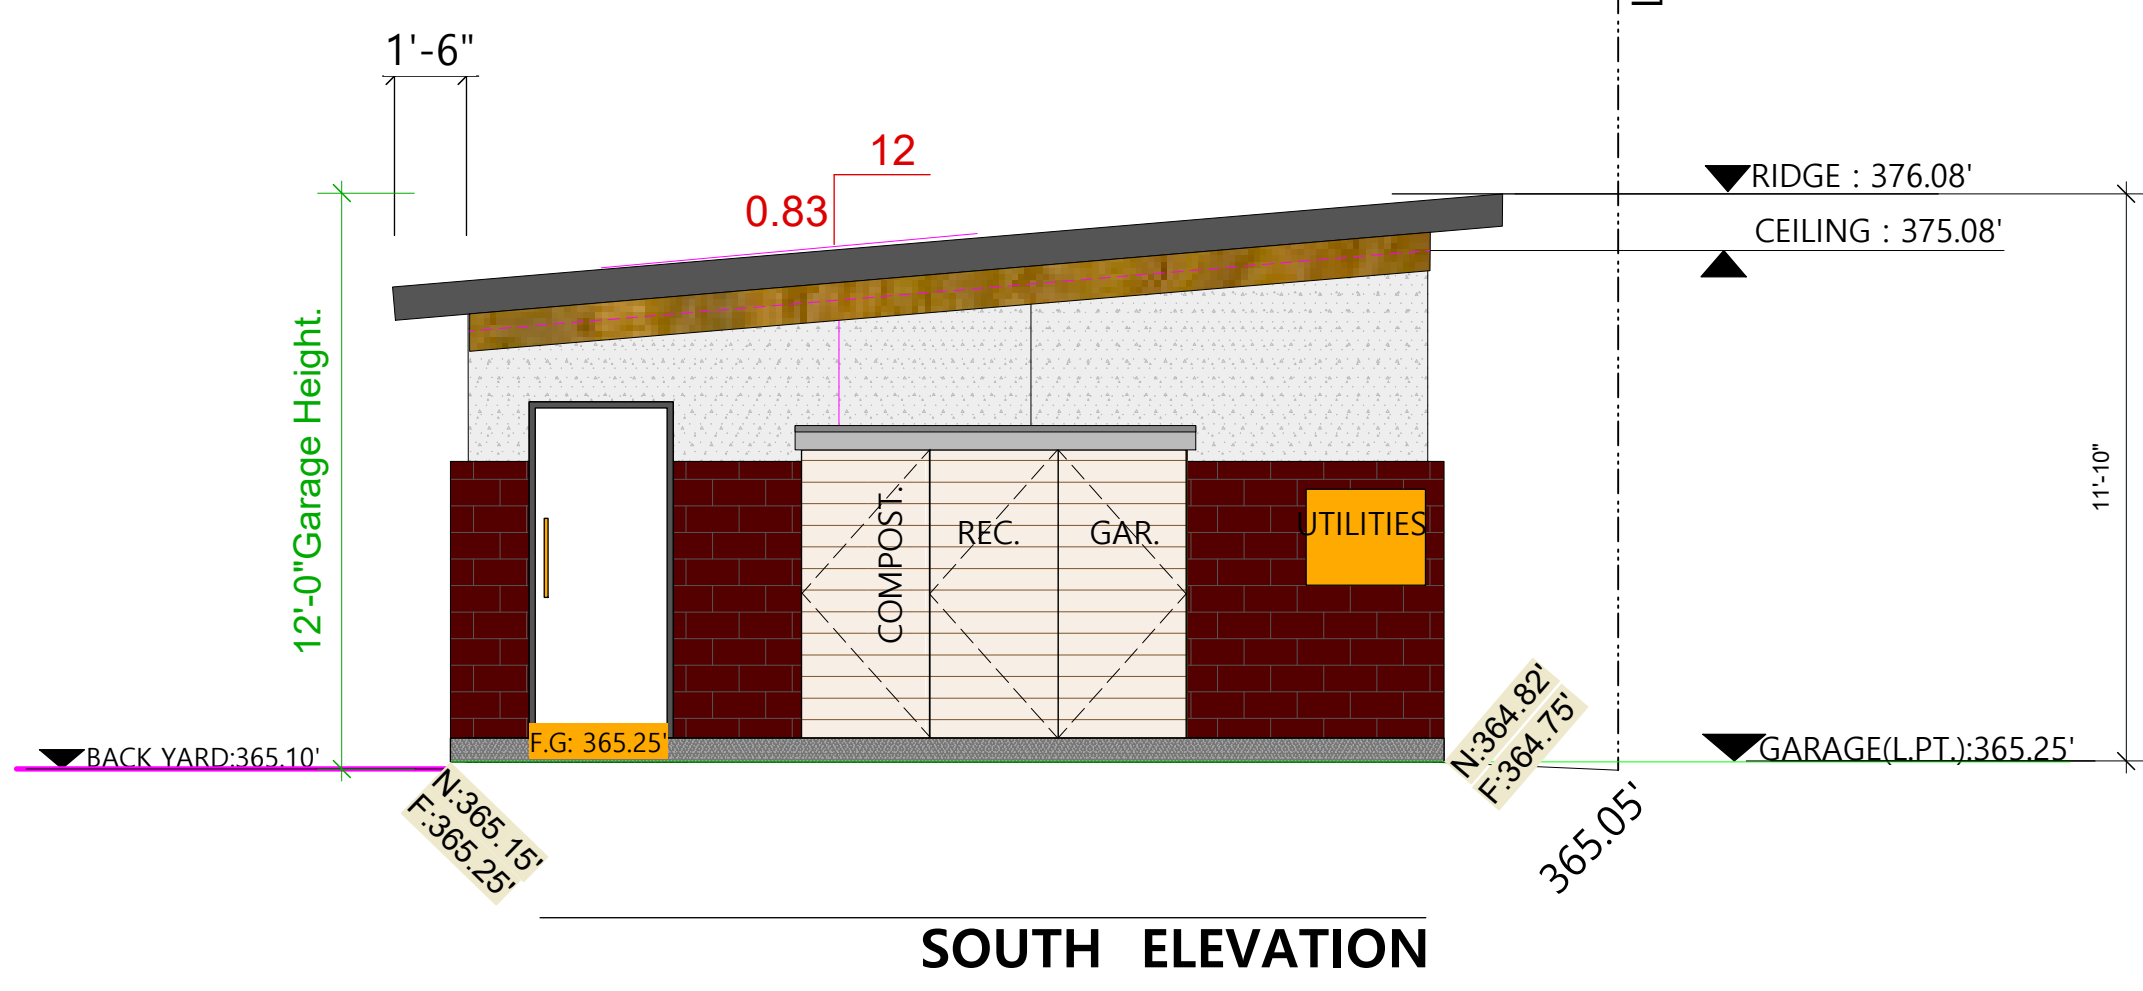 1'-6"
12
0.83
RIDGE : 376.08'
CEILING : 375.08'
12'-0"Garage Height.
11'-10"
COMPOST.
REC.
GAR.
UTILITIES
F.G: 365.25'
BACK YARD:365.10'
N:365.15'
F:365.25'
N:364.82'
F:364.75'
GARAGE(L.PT.):365.25'
365.05'
SOUTH ELEVATION